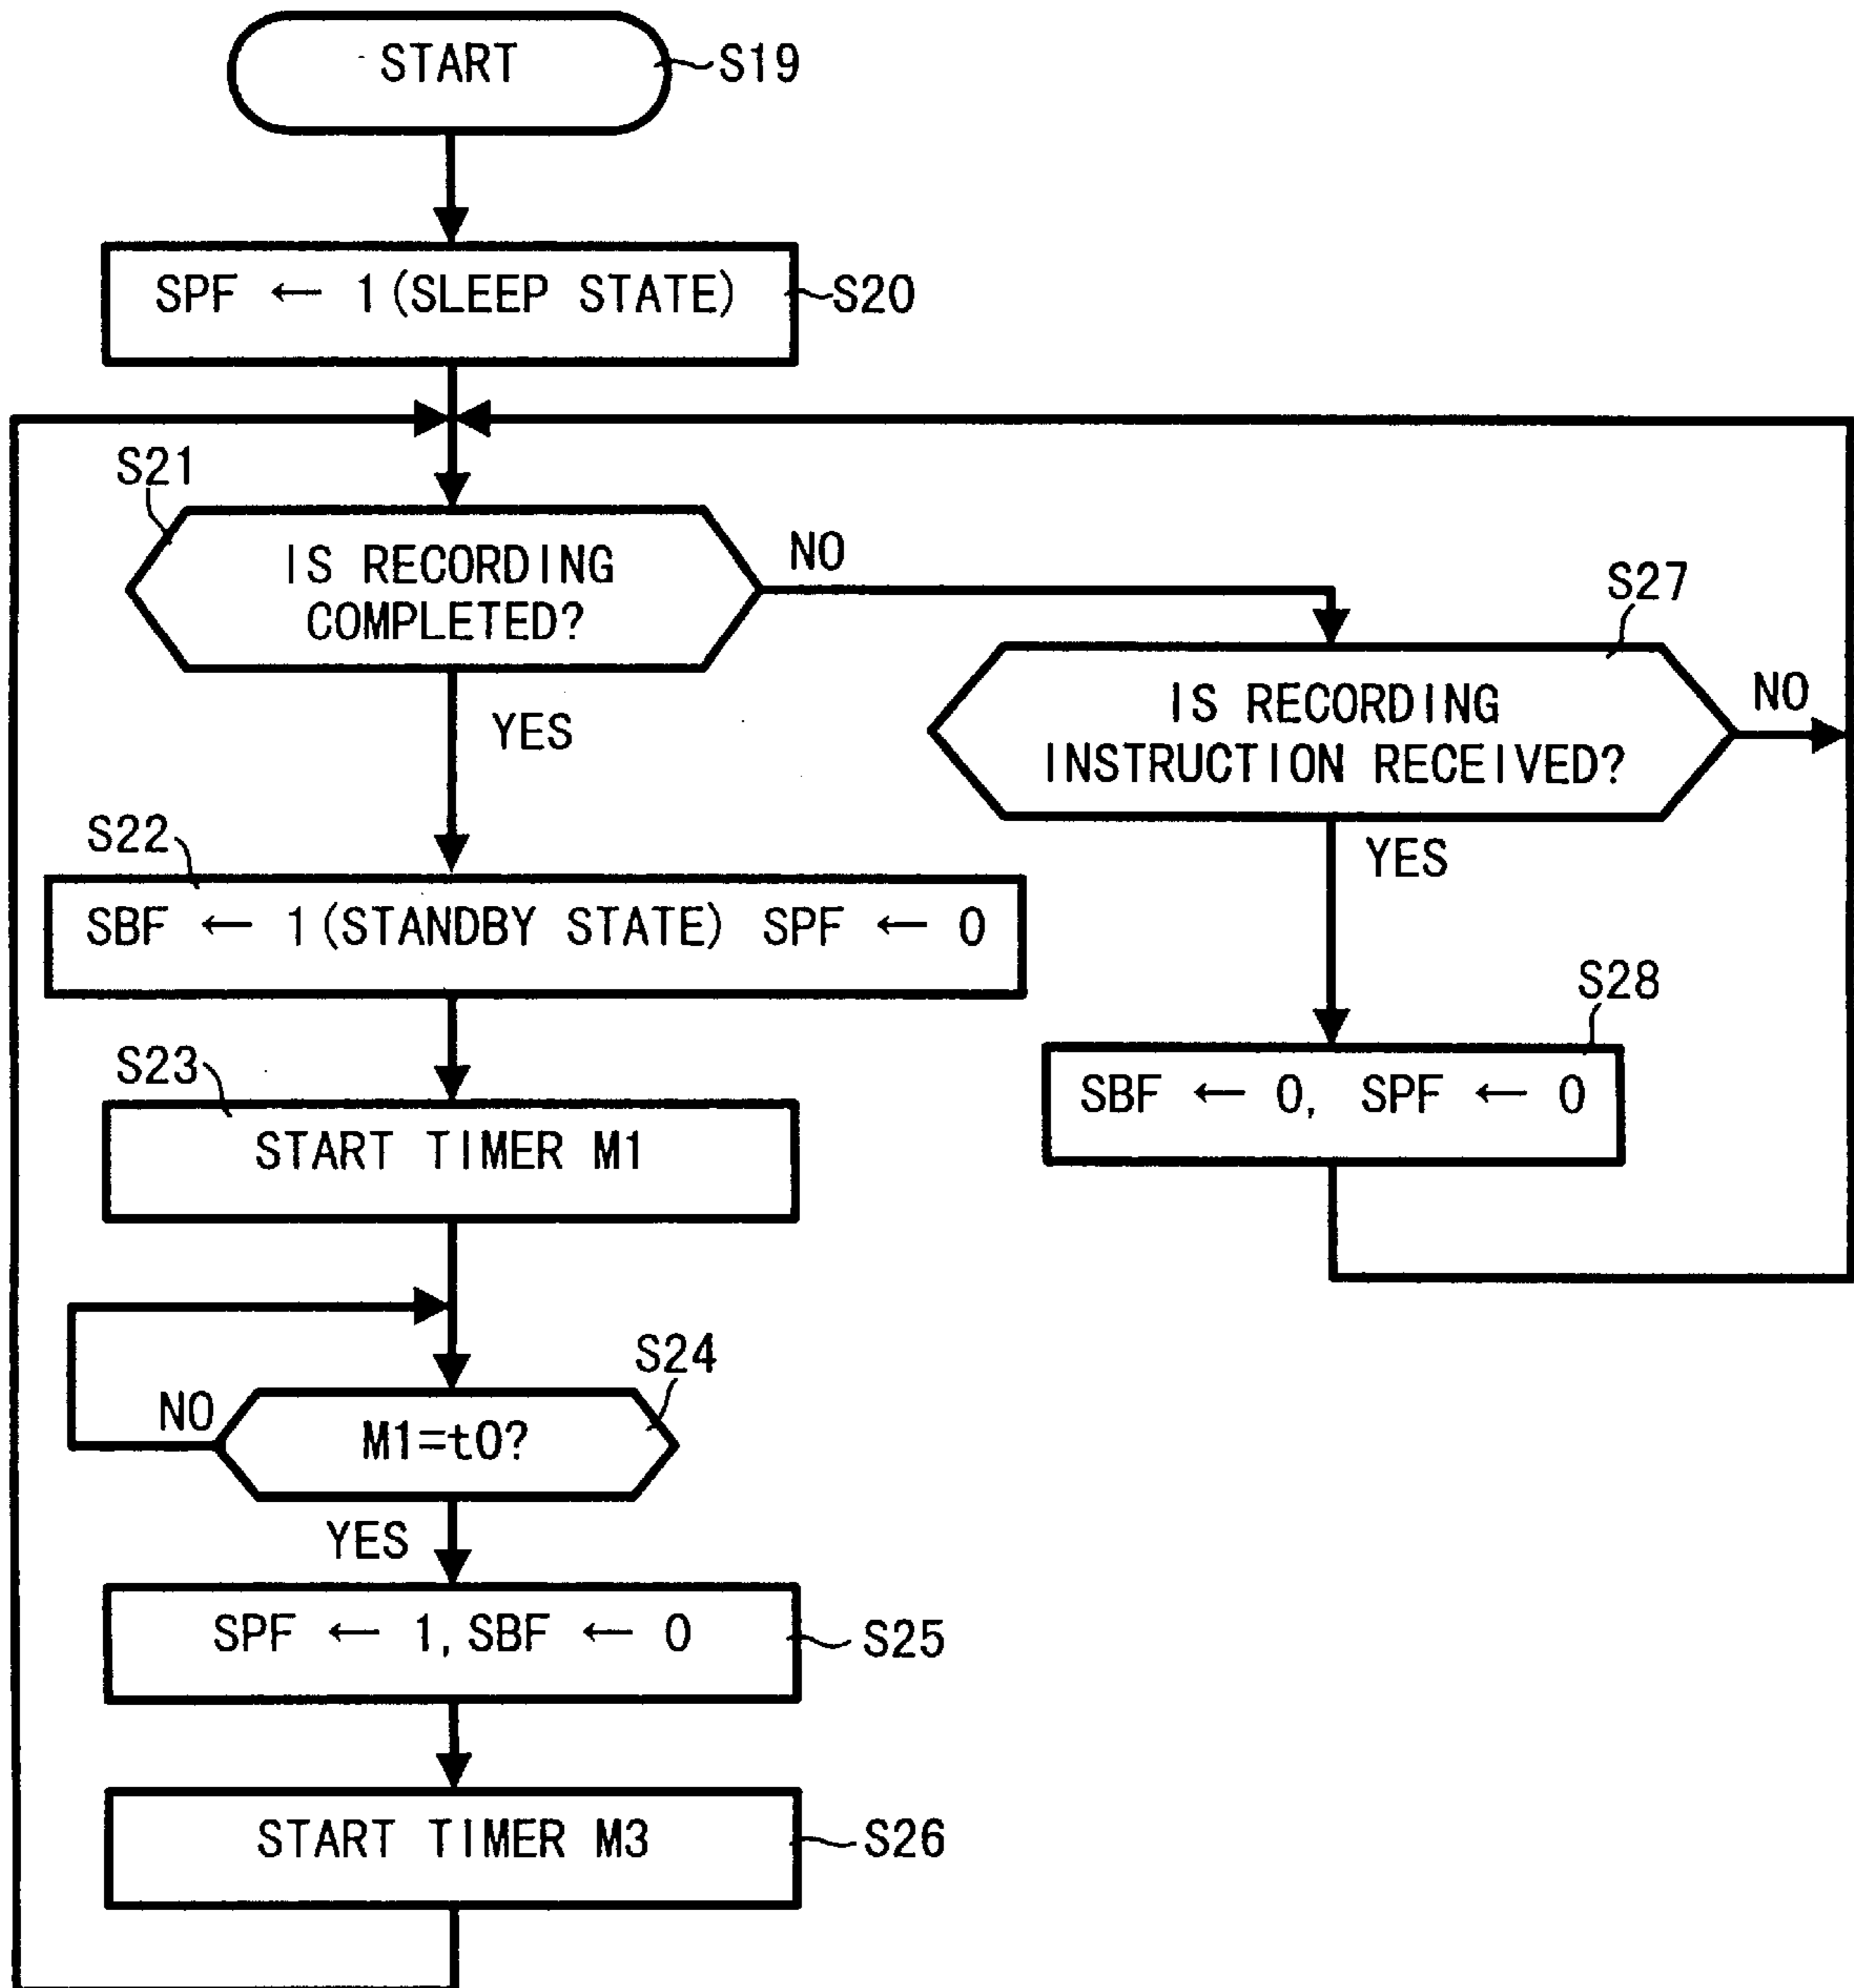 START
S19
SPF ← 1(SLEEP STATE)
S20
S21
IS RECORDING
COMPLETED?
NO
YES
S27
IS RECORDING
INSTRUCTION RECEIVED?
NO
YES
S22
SBF ← 1(STANDBY STATE) SPF ← 0
S28
SBF ← 0, SPF ← 0
S23
START TIMER M1
S24
M1=t0?
NO
YES
SPF ← 1, SBF ← 0
S25
START TIMER M3
S26